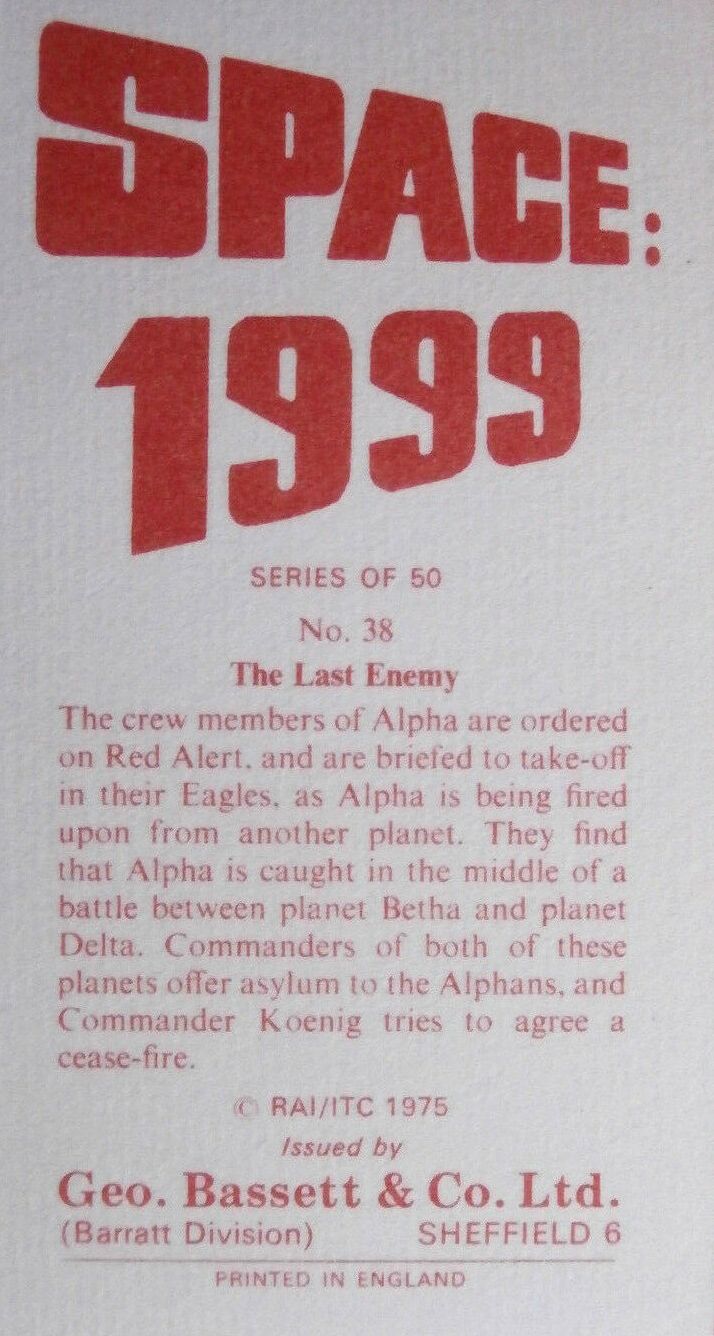 SPACE:
1999
SERIES OF 50
No. 38
The Last Enemy
The crew members of Alpha are ordered
on Red Alert, and are briefed to take-off
in their Eagles, as Alpha is being fired
upon from another planet. They find
that Alpha is caught in the middle of a
battle between planet Betha and planet
Delta. Commanders of both of these
planets offer asylum to the Alphans, and
Commander Koenig tries to agree a
cease-fire.
© RAI/ITC 1975
Issued by
Geo. Bassett & Co. Ltd.
(Barratt Division) SHEFFIELD 6
PRINTED IN ENGLAND